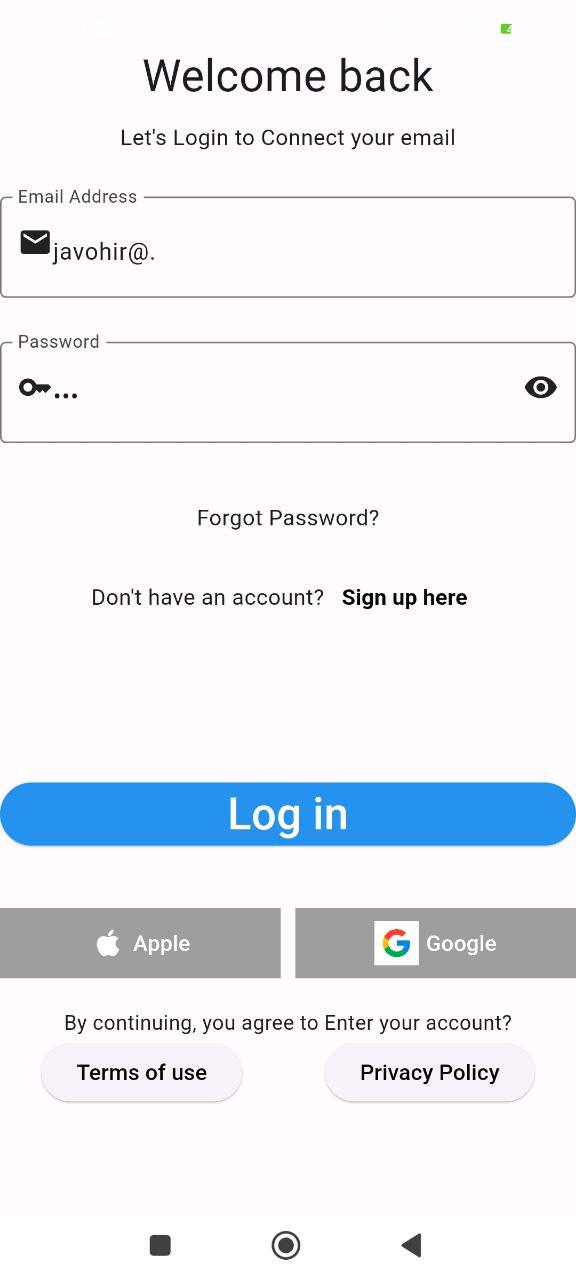 Welcome back
Let's Login to Connect your email
Email Address
javohir@.
Password
...
Forgot Password?
Don't have an account? Sign up here
Log in
Apple
Google
By continuing, you agree to Enter your account?
Terms of use
Privacy Policy